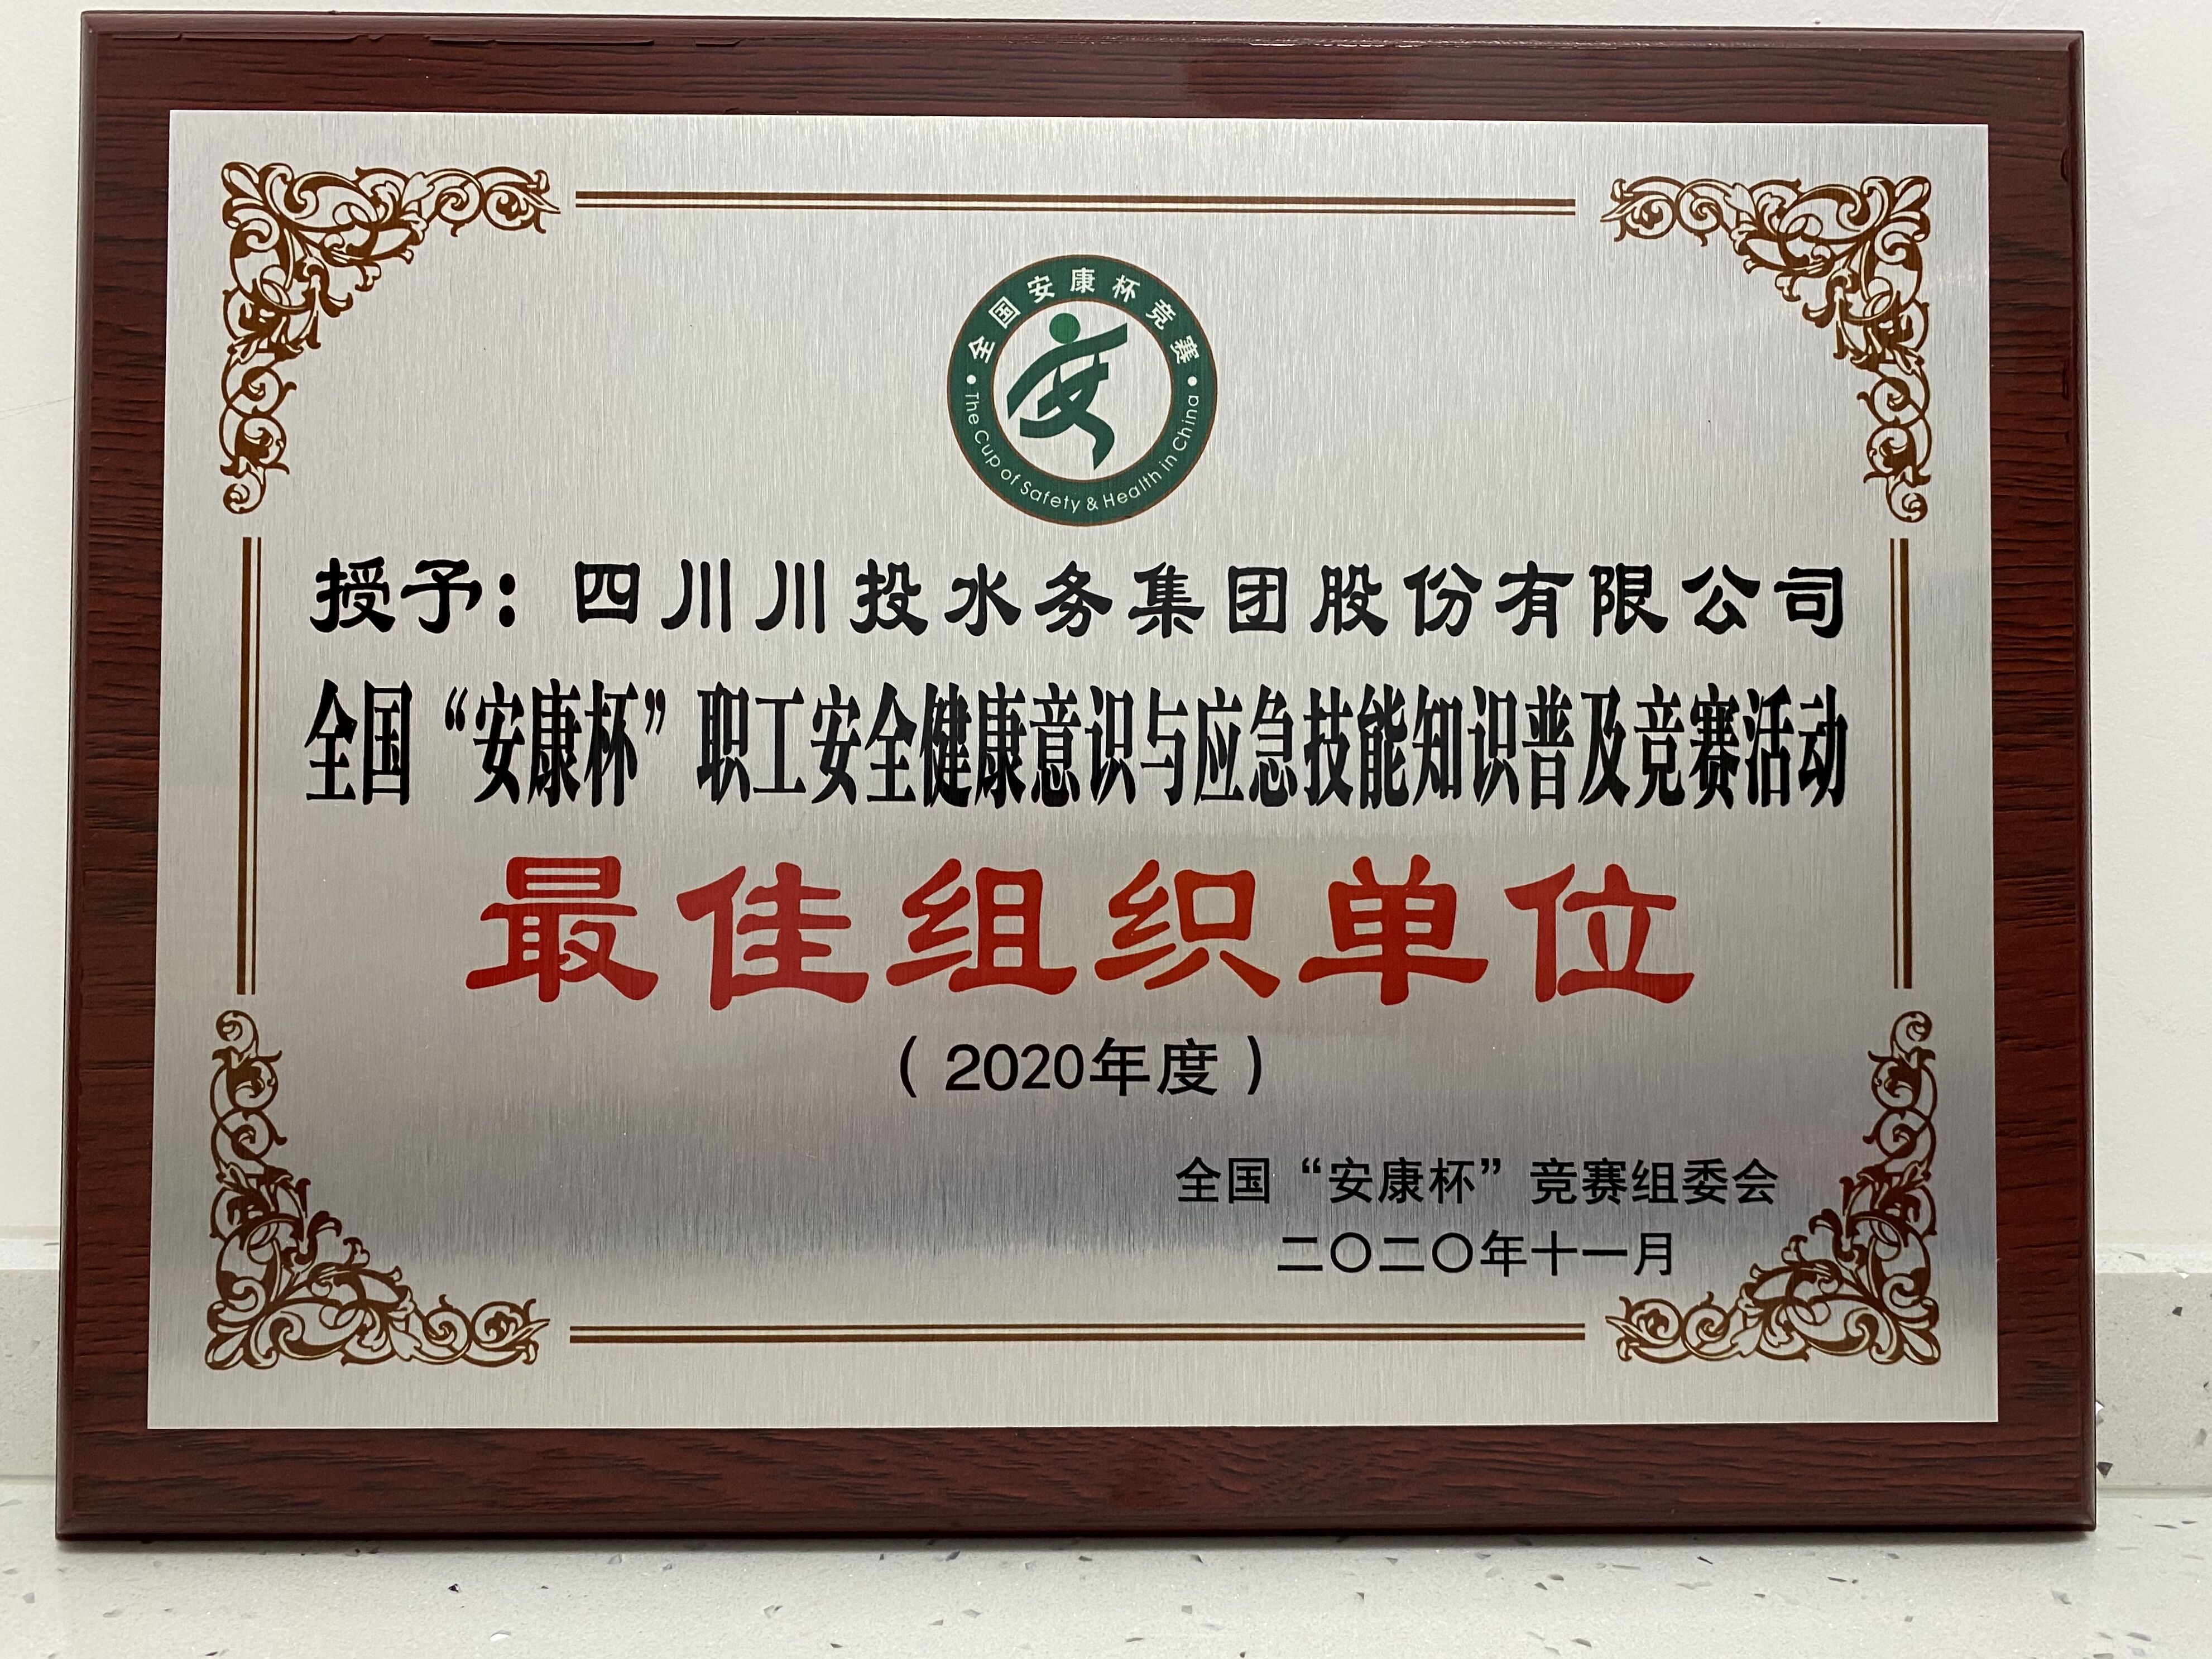 全国安康杯竞赛
The Cup of Safety & Health in China
授予：四川川投水务集团股份有限公司
全国“安康杯”职工安全健康意识与应急技能知识普及竞赛活动
最佳组织单位
（2020年度）
全国“安康杯”竞赛组委会
二〇二〇年十一月